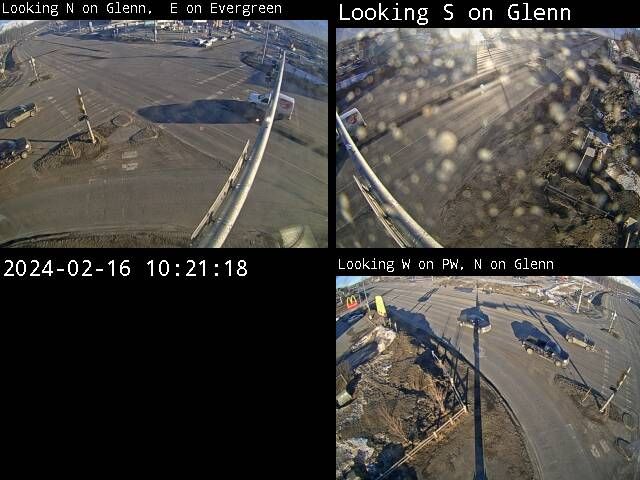 Looking N on Glenn,  E on Evergreen
Looking S on Glenn
2024-02-16 10:21:18
Looking W on PW, N on Glenn